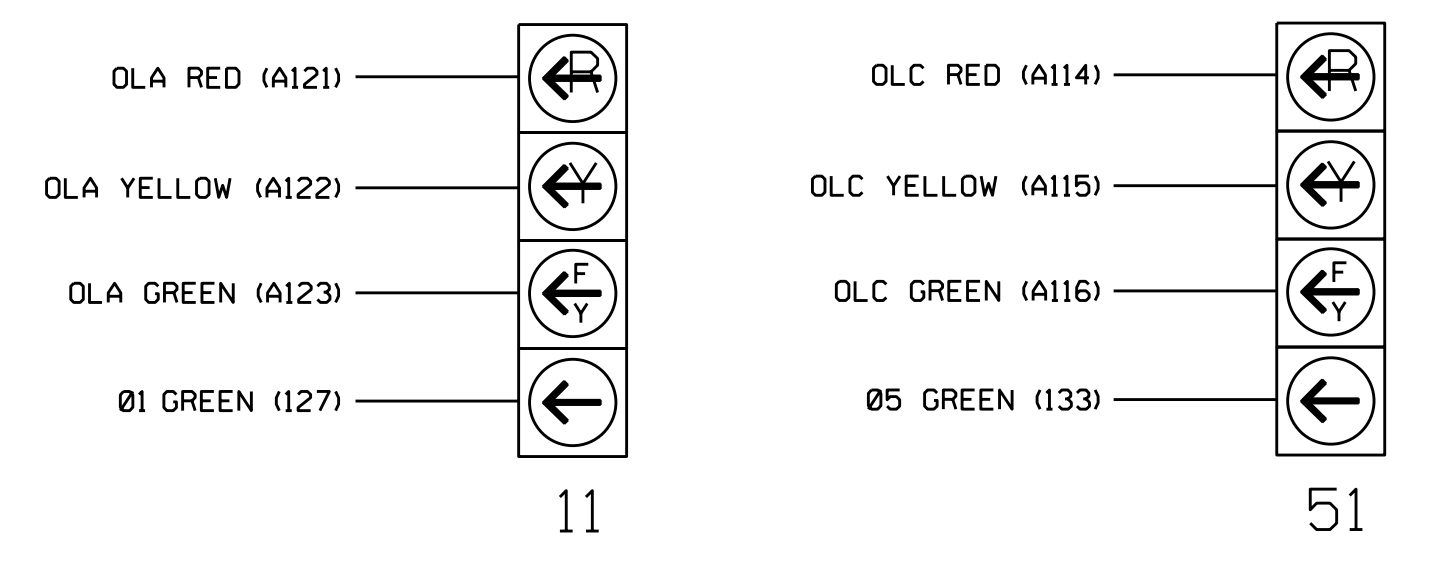 OLA RED (A121)
R
OLA YELLOW (A122)
Y
OLA GREEN (A123)
F
Y
Ø1 GREEN (127)
11
OLC RED (A114)
R
OLC YELLOW (A115)
Y
OLC GREEN (A116)
F
Y
Ø5 GREEN (133)
51